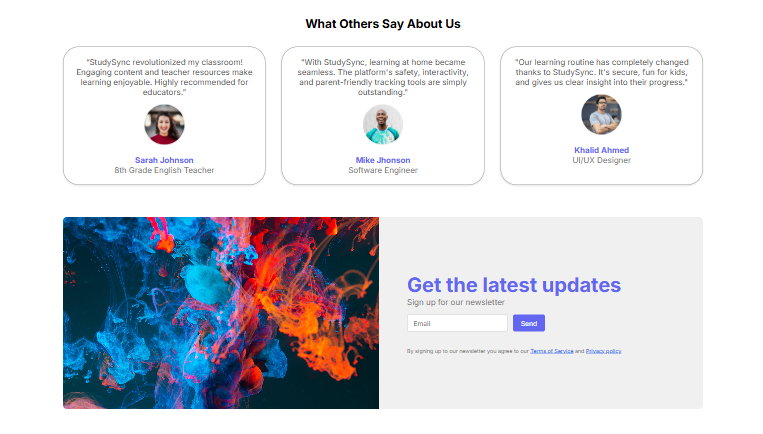 What Others Say About Us
"StudySync revolutionized my classroom!
Engaging content and teacher resources make
learning enjoyable. Highly recommended for
educators."
Sarah Johnson
8th Grade English Teacher
"With StudySync, learning at home became
seamless. The platform's safety, interactivity,
and parent-friendly tracking tools are simply
outstanding."
Mike Jhonson
Software Engineer
"Our learning routine has completely changed
thanks to StudySync. It's secure, fun for kids,
and gives us clear insight into their progress."
Khalid Ahmed
UI/UX Designer
Get the latest updates
Sign up for our newsletter
Email
Send
By signing up to our newsletter you agree to our Terms of Service and Privacy policy